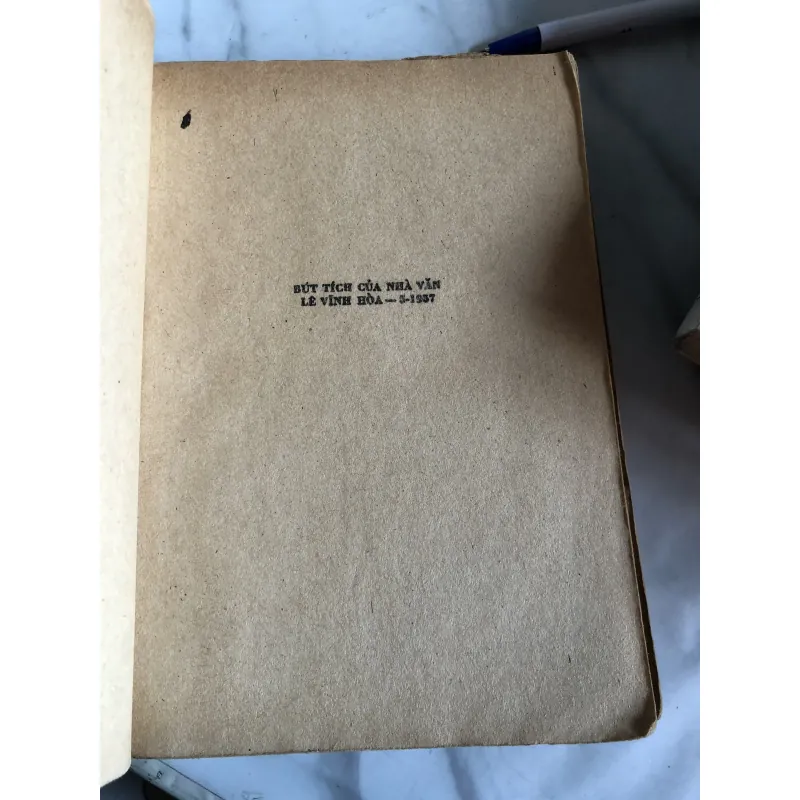 BÚT TÍCH CỦA NHÀ VĂN
LÊ VĨNH HÒA — 5-1957